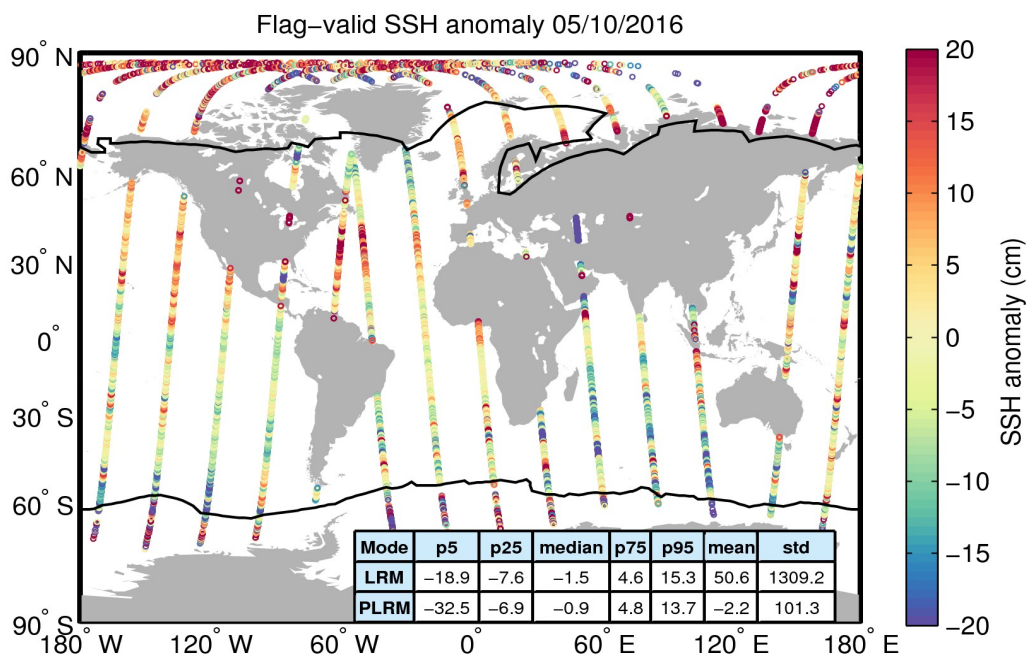 Flag−valid SSH anomaly 05/10/2016
90° N
60° N
30° N
0°
30° S
60° S
90° S
180° W
120° W
60° W
0°
60° E
120° E
180° E
20
15
10
5
0
−5
−10
−15
−20
SSH anomaly (cm)
Mode p5 p25 median p75 p95 mean std
LRM −18.9 −7.6 −1.5 4.6 15.3 50.6 1309.2
PLRM −32.5 −6.9 −0.9 4.8 13.7 −2.2 101.3